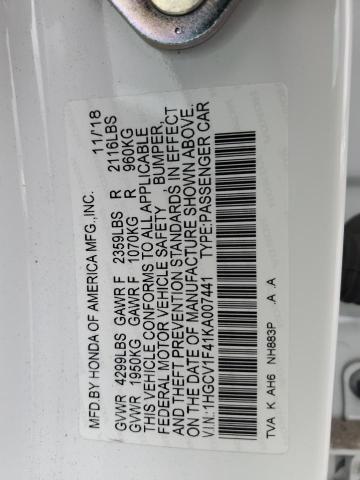 MFD BY HONDA OF AMERICA MFG.,INC. 11/18
GVWR 4299LBS GAWR F 2359LBS R 2116LBS
GVWR 1950KG GAWR F 1070KG R 960KG
THIS VEHICLE CONFORMS TO ALL APPLICABLE
FEDERAL MOTOR VEHICLE SAFETY , BUMPER,
AND THEFT PREVENTION STANDARDS IN EFFECT
ON THE DATE OF MANUFACTURE SHOWN ABOVE.
V.I.N.:1HGCV1F41KA007441 TYPE:PASSENGER CAR
TVA K AH6 NH883P .A .A